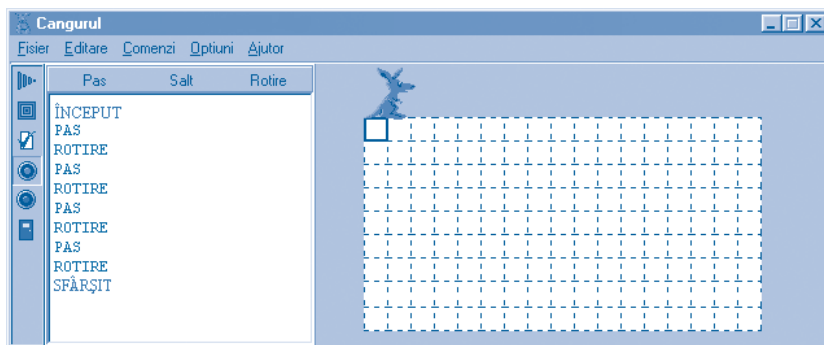 Cangurul
Fisier Editare Comenzi Optiuni Ajutor
Pas Salt Rotire
ÎNCEPUT
PAS
ROTIRE
PAS
ROTIRE
PAS
ROTIRE
PAS
ROTIRE
SFÂRŞIT